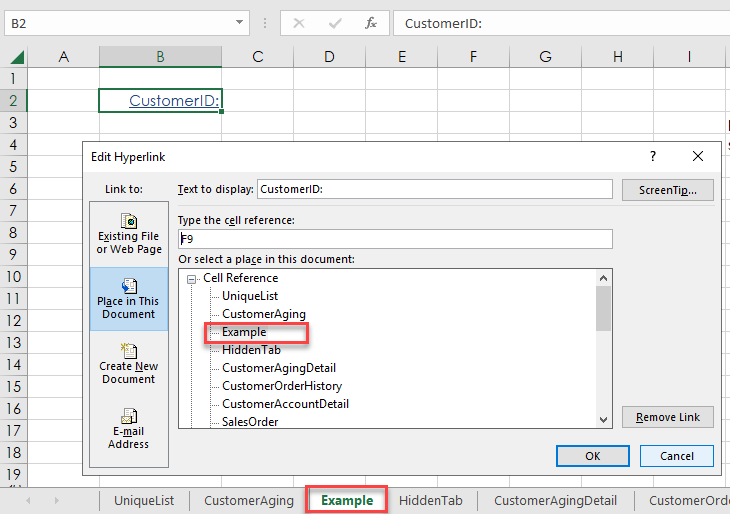 B2
fx
CustomerID:
A B C D E F G H I
1
2 CustomerID:
3
4
5
6
7
8
9
10
11
12
13
14
15
16
17
18
19
Edit Hyperlink ?
Link to:
Text to display: CustomerID:
ScreenTip...
Existing File
or Web Page
Place in This
Document
Create New
Document
E-mail
Address
Type the cell reference:
F9
Or select a place in this document:
Cell Reference
UniqueList
CustomerAging
Example
HiddenTab
CustomerAgingDetail
CustomerOrderHistory
CustomerAccountDetail
SalesOrder
Remove Link
OK Cancel
UniqueList CustomerAging Example HiddenTab CustomerAgingDetail CustomerOrd